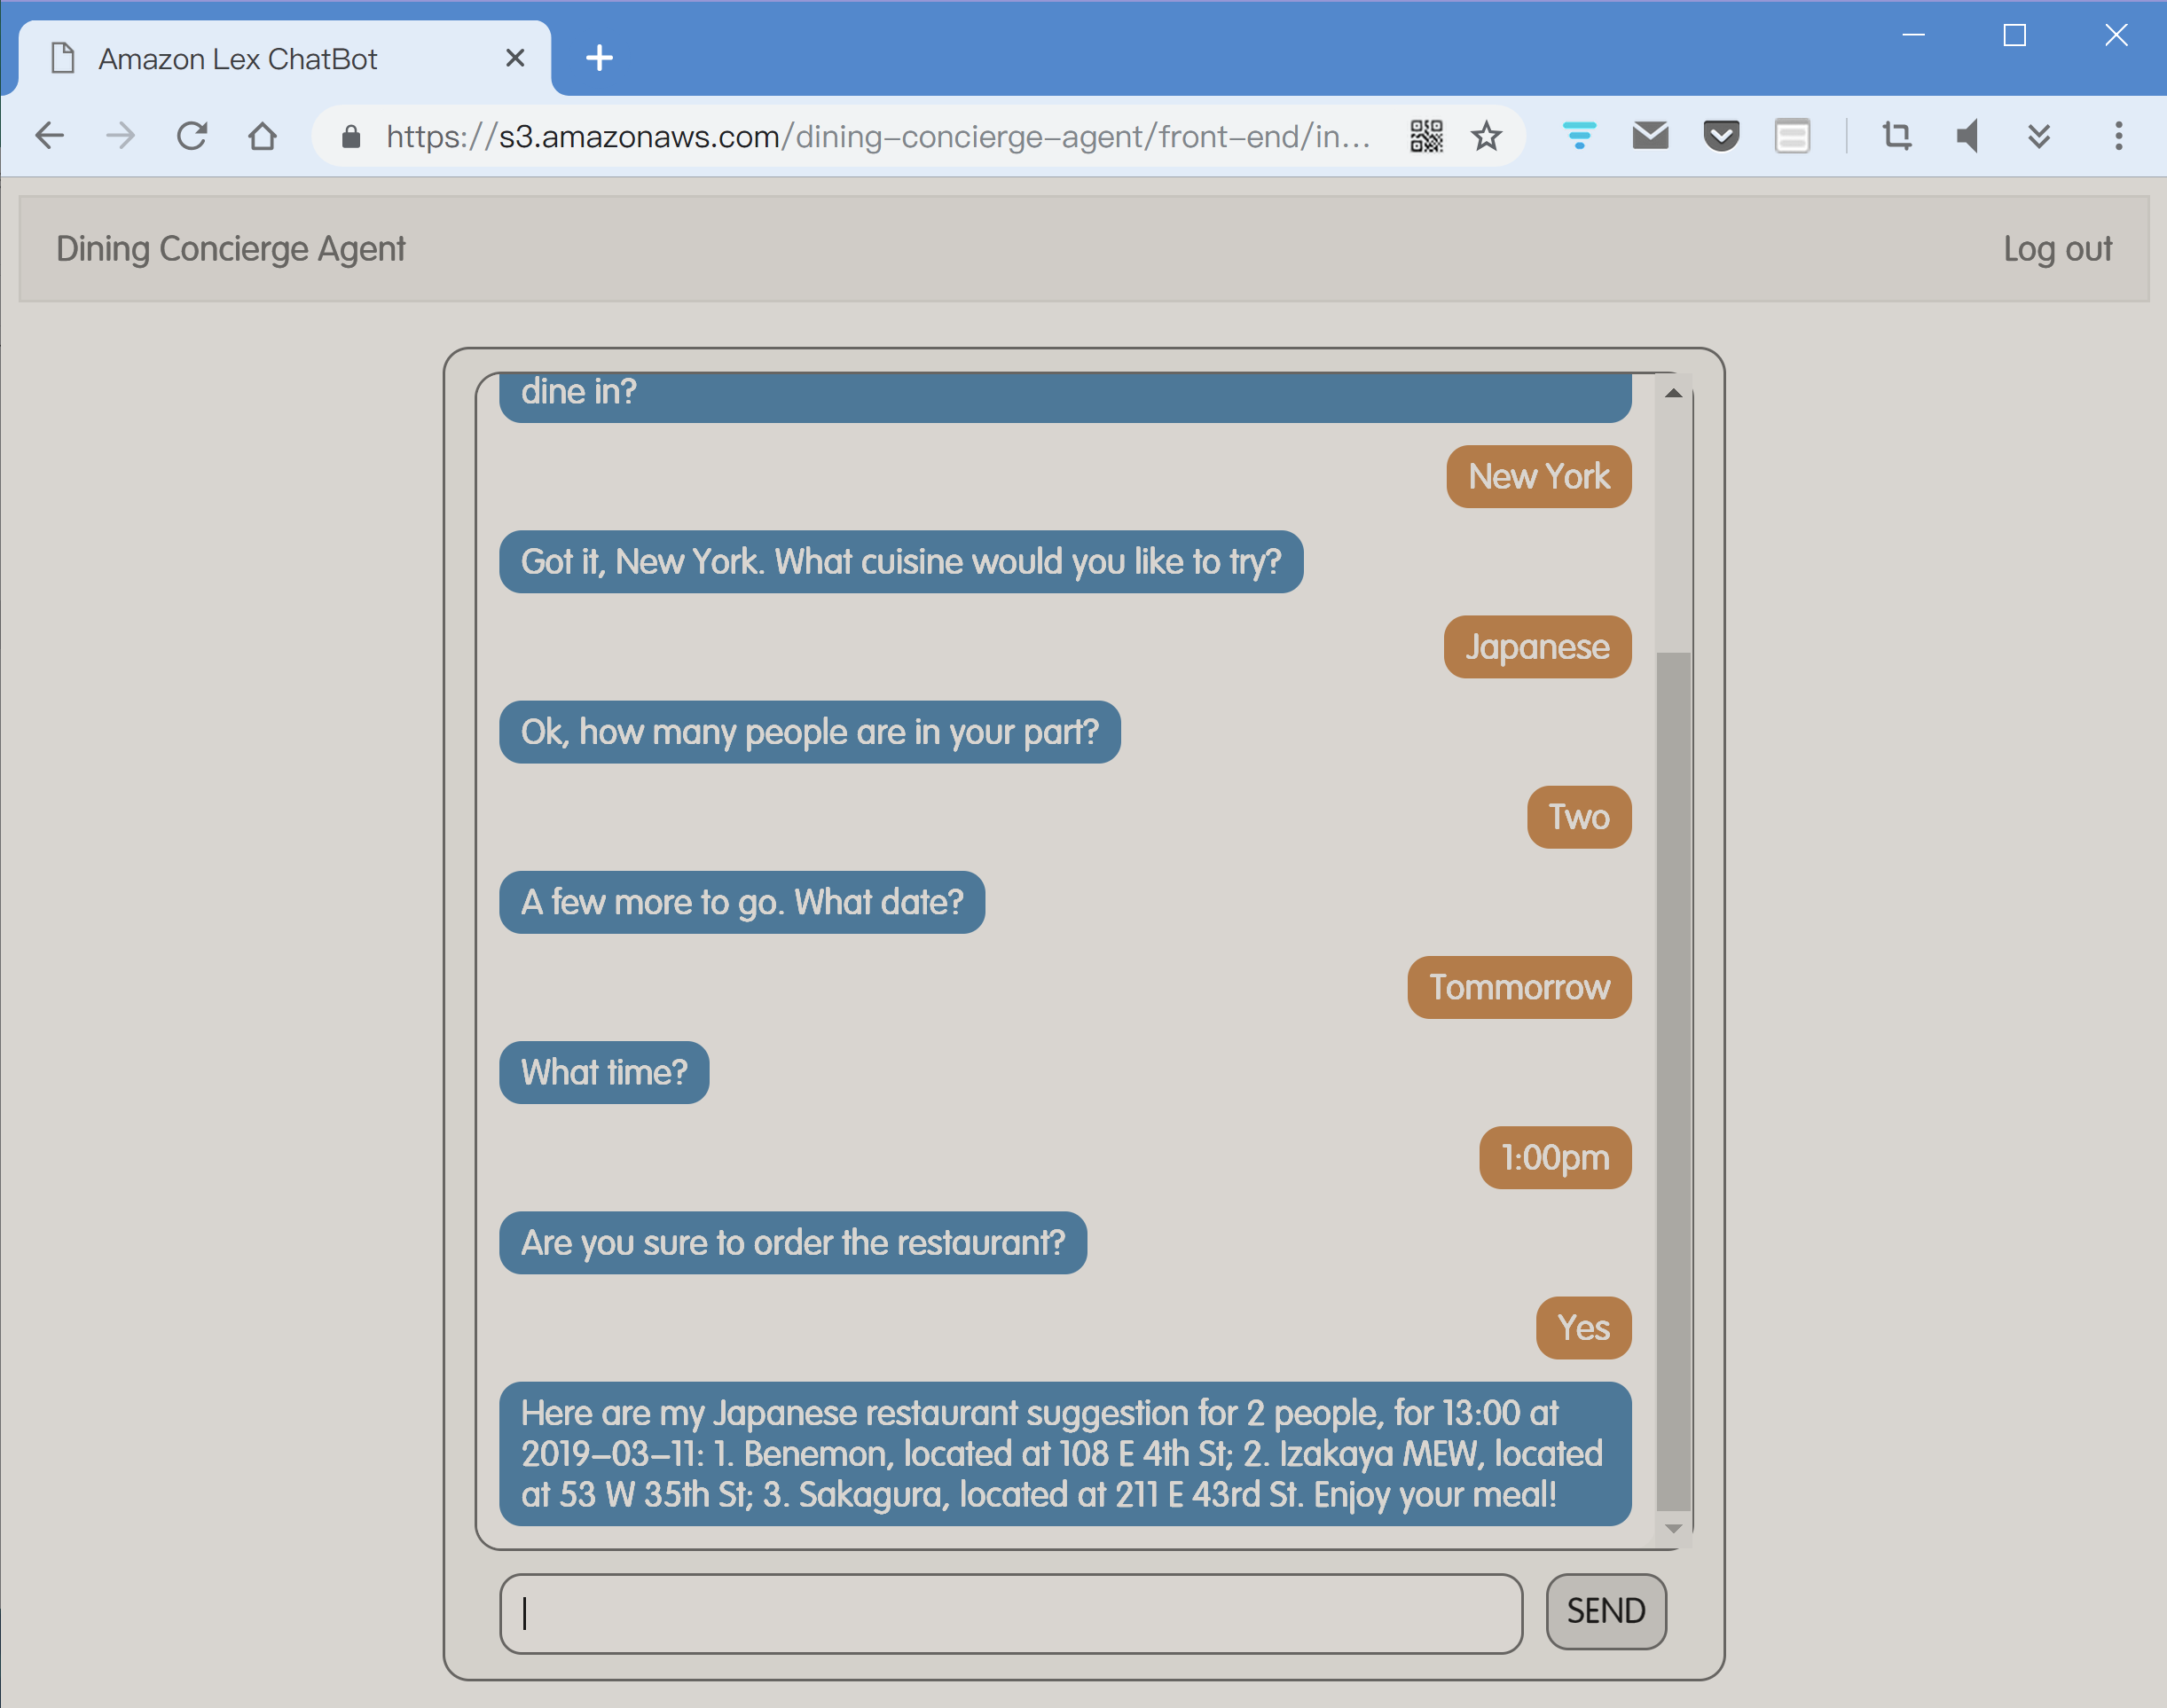 Amazon Lex ChatBot
https://s3.amazonaws.com/dining-concierge-agent/front-end/in...
Dining Concierge Agent
Log out
dine in?
New York
Got it, New York. What cuisine would you like to try?
Japanese
Ok, how many people are in your part?
Two
A few more to go. What date?
Tommorrow
What time?
1:00pm
Are you sure to order the restaurant?
Yes
Here are my Japanese restaurant suggestion for 2 people, for 13:00 at
2019-03-11: 1. Benemon, located at 108 E 4th St; 2. Izakaya MEW, located
at 53 W 35th St; 3. Sakagura, located at 211 E 43rd St. Enjoy your meal!
SEND